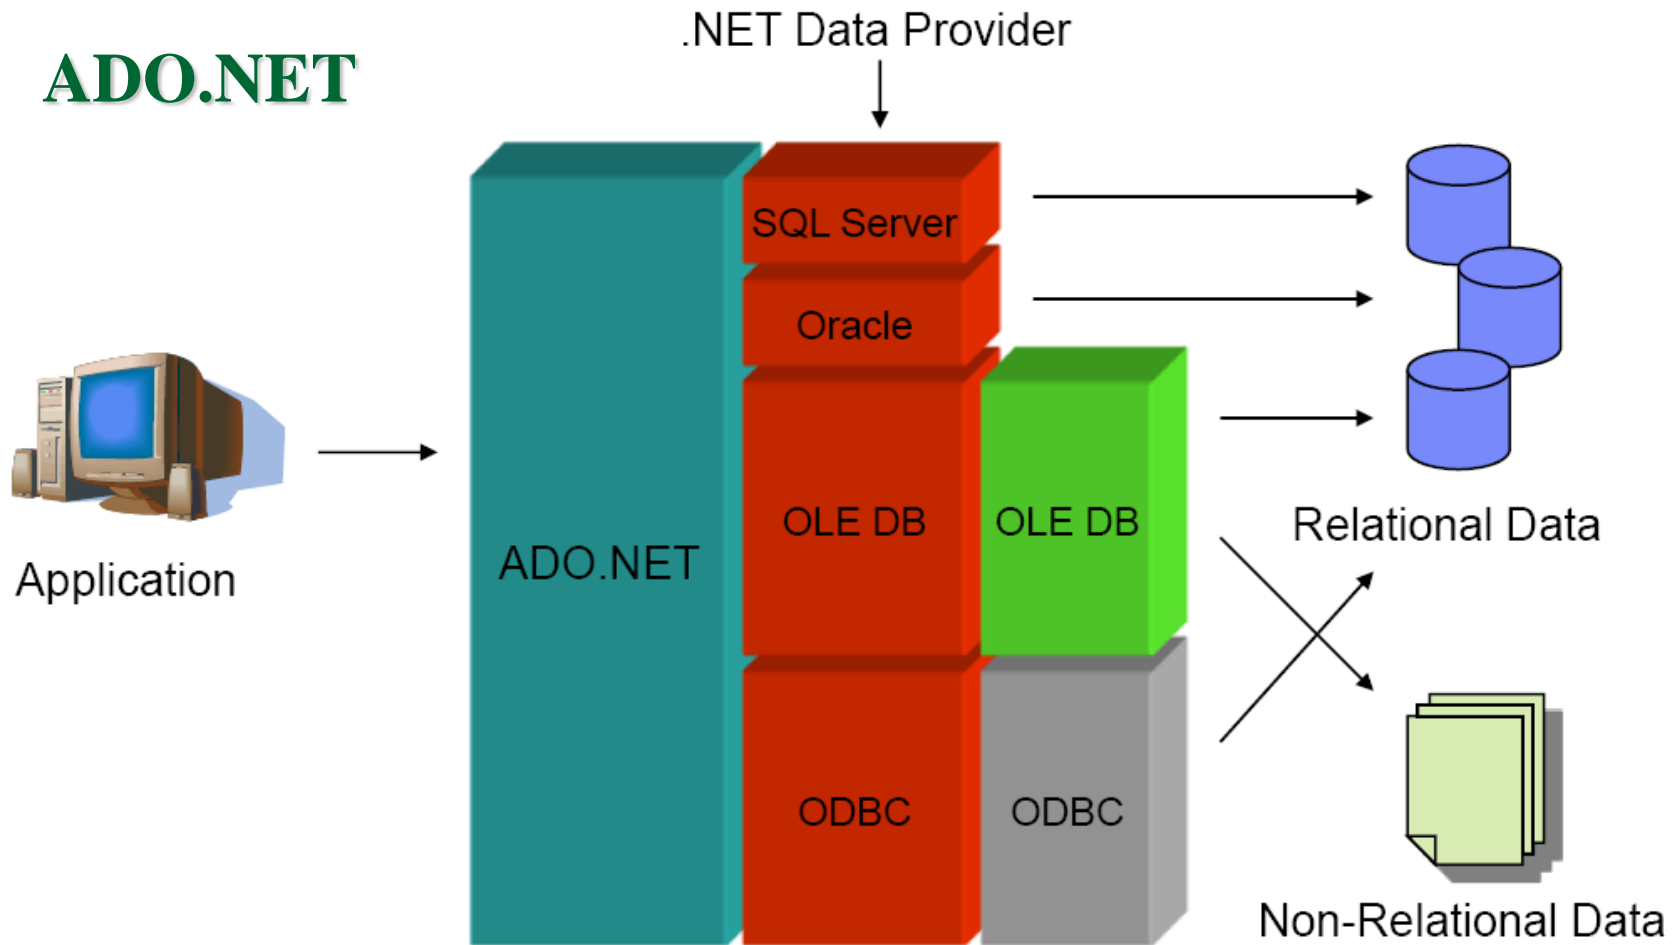 .NET Data Provider
ADO.NET
SQL Server
Oracle
OLE DB
OLE DB
Relational Data
ADO.NET
Application
ODBC
ODBC
Non-Relational Data